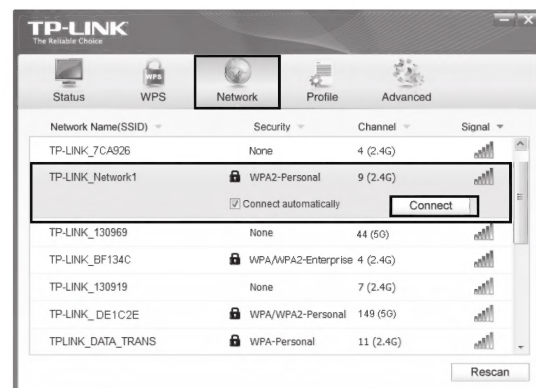 TP-LINK
The Reliable Choice
Status WPS Network Profile Advanced
Network Name(SSID) Security Channel Signal
TP-LINK_7CA926 None 4 (2.4G)
TP-LINK_Network1 WPA2-Personal 9 (2.4G)
Connect automatically Connect
TP-LINK_130969 None 44 (5G)
TP-LINK_BF134C WPA/WPA2-Enterprise 4 (2.4G)
TP-LINK_130919 None 7 (2.4G)
TP-LINK_DE1C2E WPA/WPA2-Personal 149 (5G)
TPLINK_DATA_TRANS WPA-Personal 11 (2.4G)
Rescan